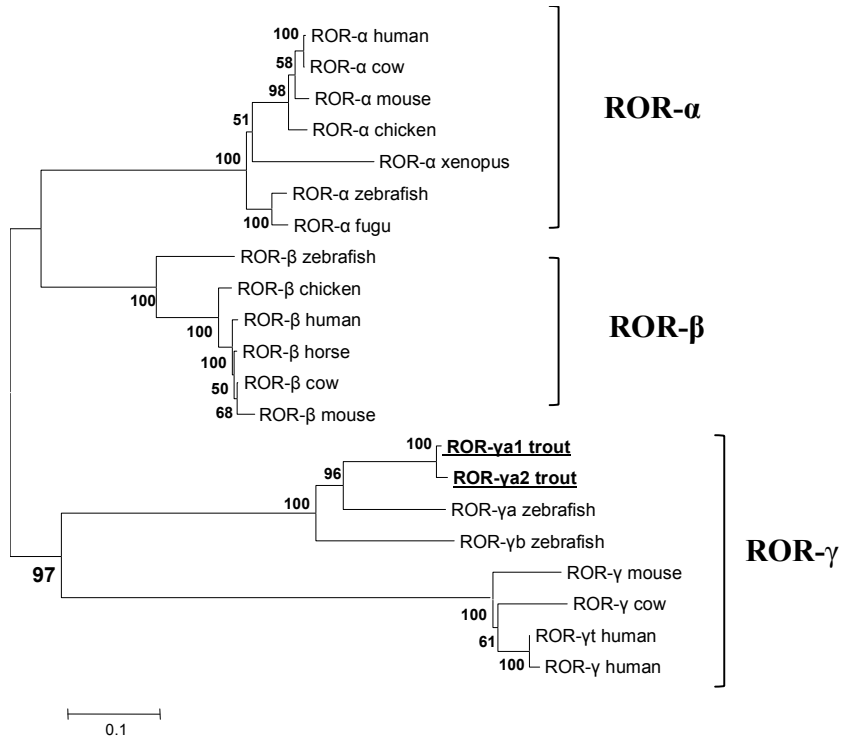 100 ROR-α human
58 ROR-α cow
98 ROR-α mouse
ROR-α
51 ROR-α chicken
100 ROR-α xenopus
ROR-α zebrafish
100 ROR-α fugu
ROR-β zebrafish
100 ROR-β chicken
100 ROR-β human
ROR-β
100 ROR-β horse
50 ROR-β cow
68 ROR-β mouse
100 ROR-γa1 trout
96 ROR-γa2 trout
100 ROR-γa zebrafish
ROR-γb zebrafish
ROR-γ
97 ROR-γ mouse
100 ROR-γ cow
61 ROR-γt human
100 ROR-γ human
0.1